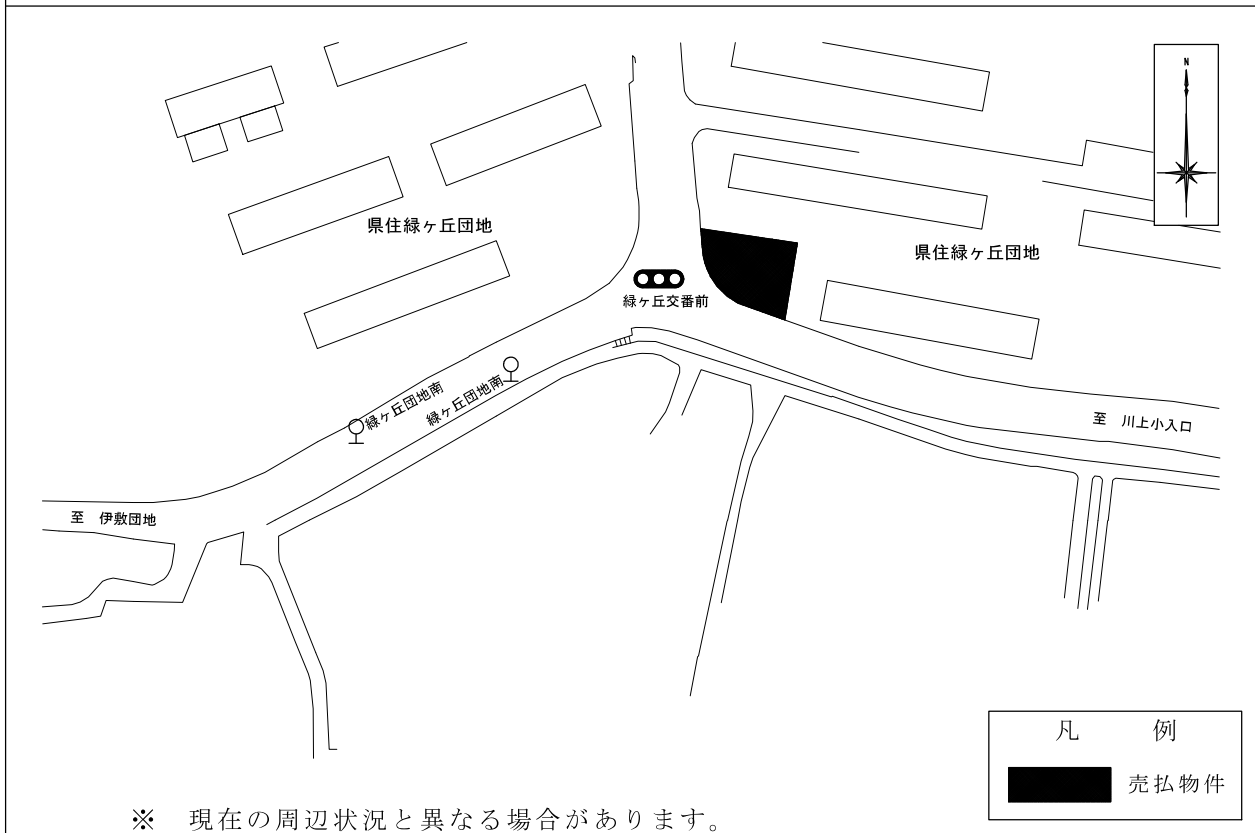 N
県住緑ヶ丘団地
県住緑ヶ丘団地
緑ヶ丘交番前
緑ヶ丘団地南
緑ヶ丘団地南
至 川上小入口
至 伊敷団地
凡 例
売払物件
※ 現在の周辺状況と異なる場合があります。